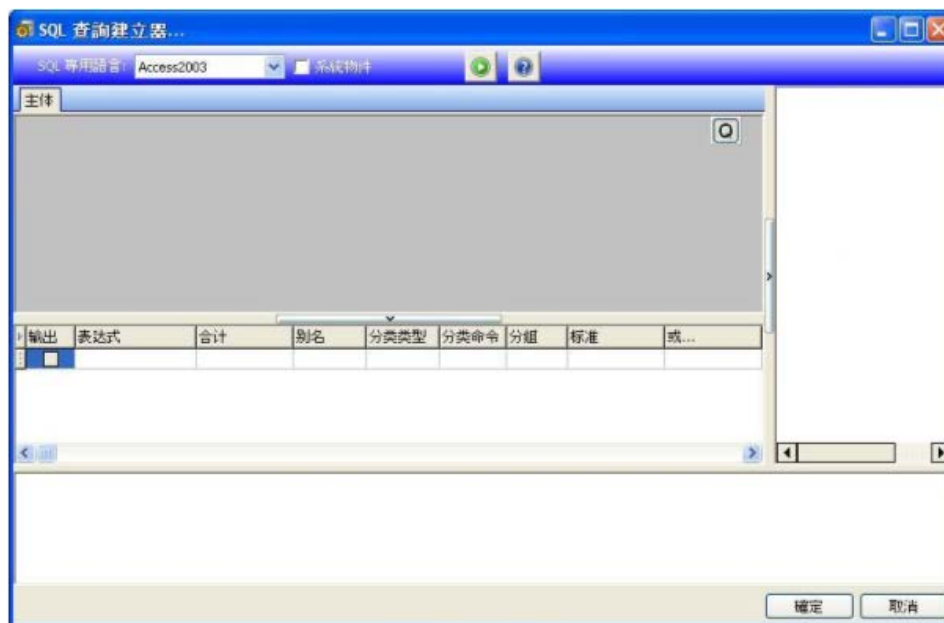 SQL 查詢建立器...
SQL 專用語言: Access2003 系統物件
主体
Q
输出 表达式 合计 别名 分类类型 分类命令 分组 标准 或...
確定 取消